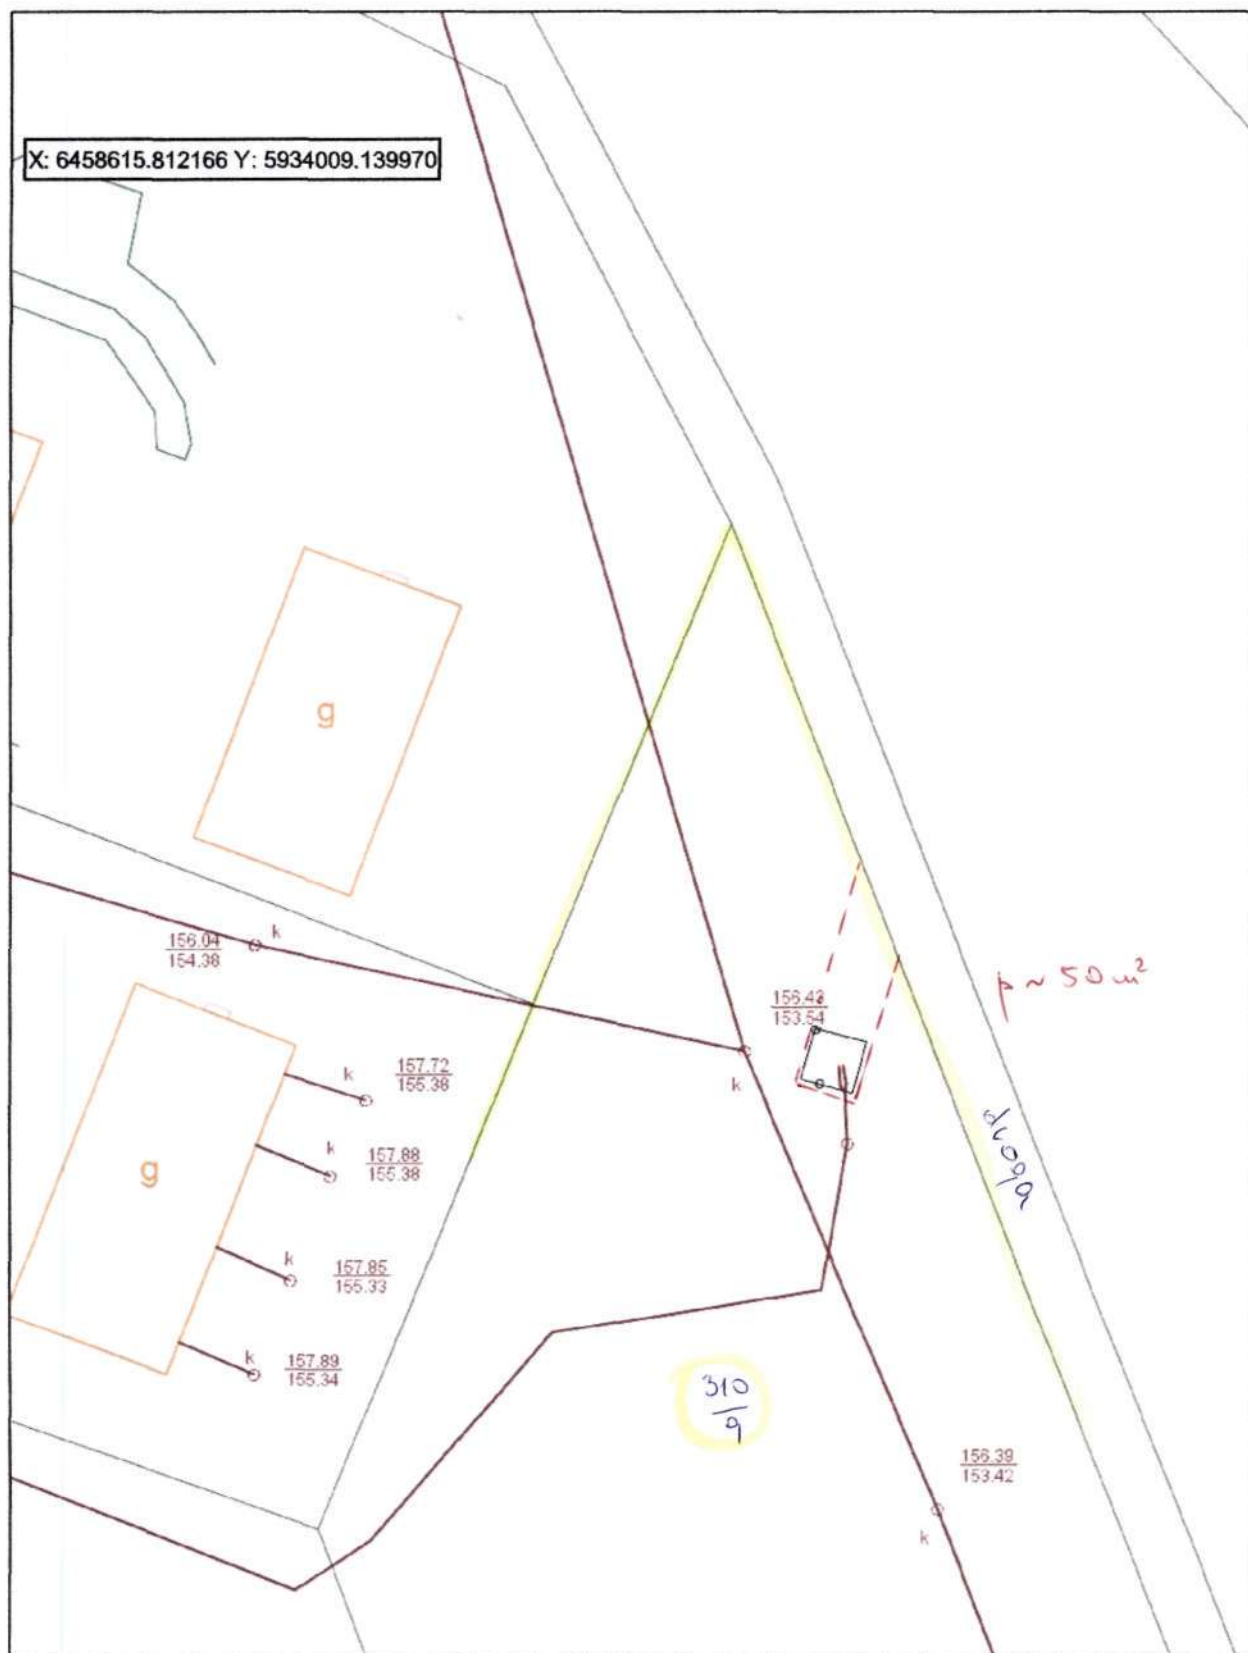 X: 6458615.812166 Y: 5934009.139970
g
k
156.04
154.38
156.43
153.54
p ~ 50 m²
k
k
157.72
155.38
k
157.88
155.38
droga
g
k
157.85
155.33
k
157.89
155.34
310
9
156.39
153.42
k